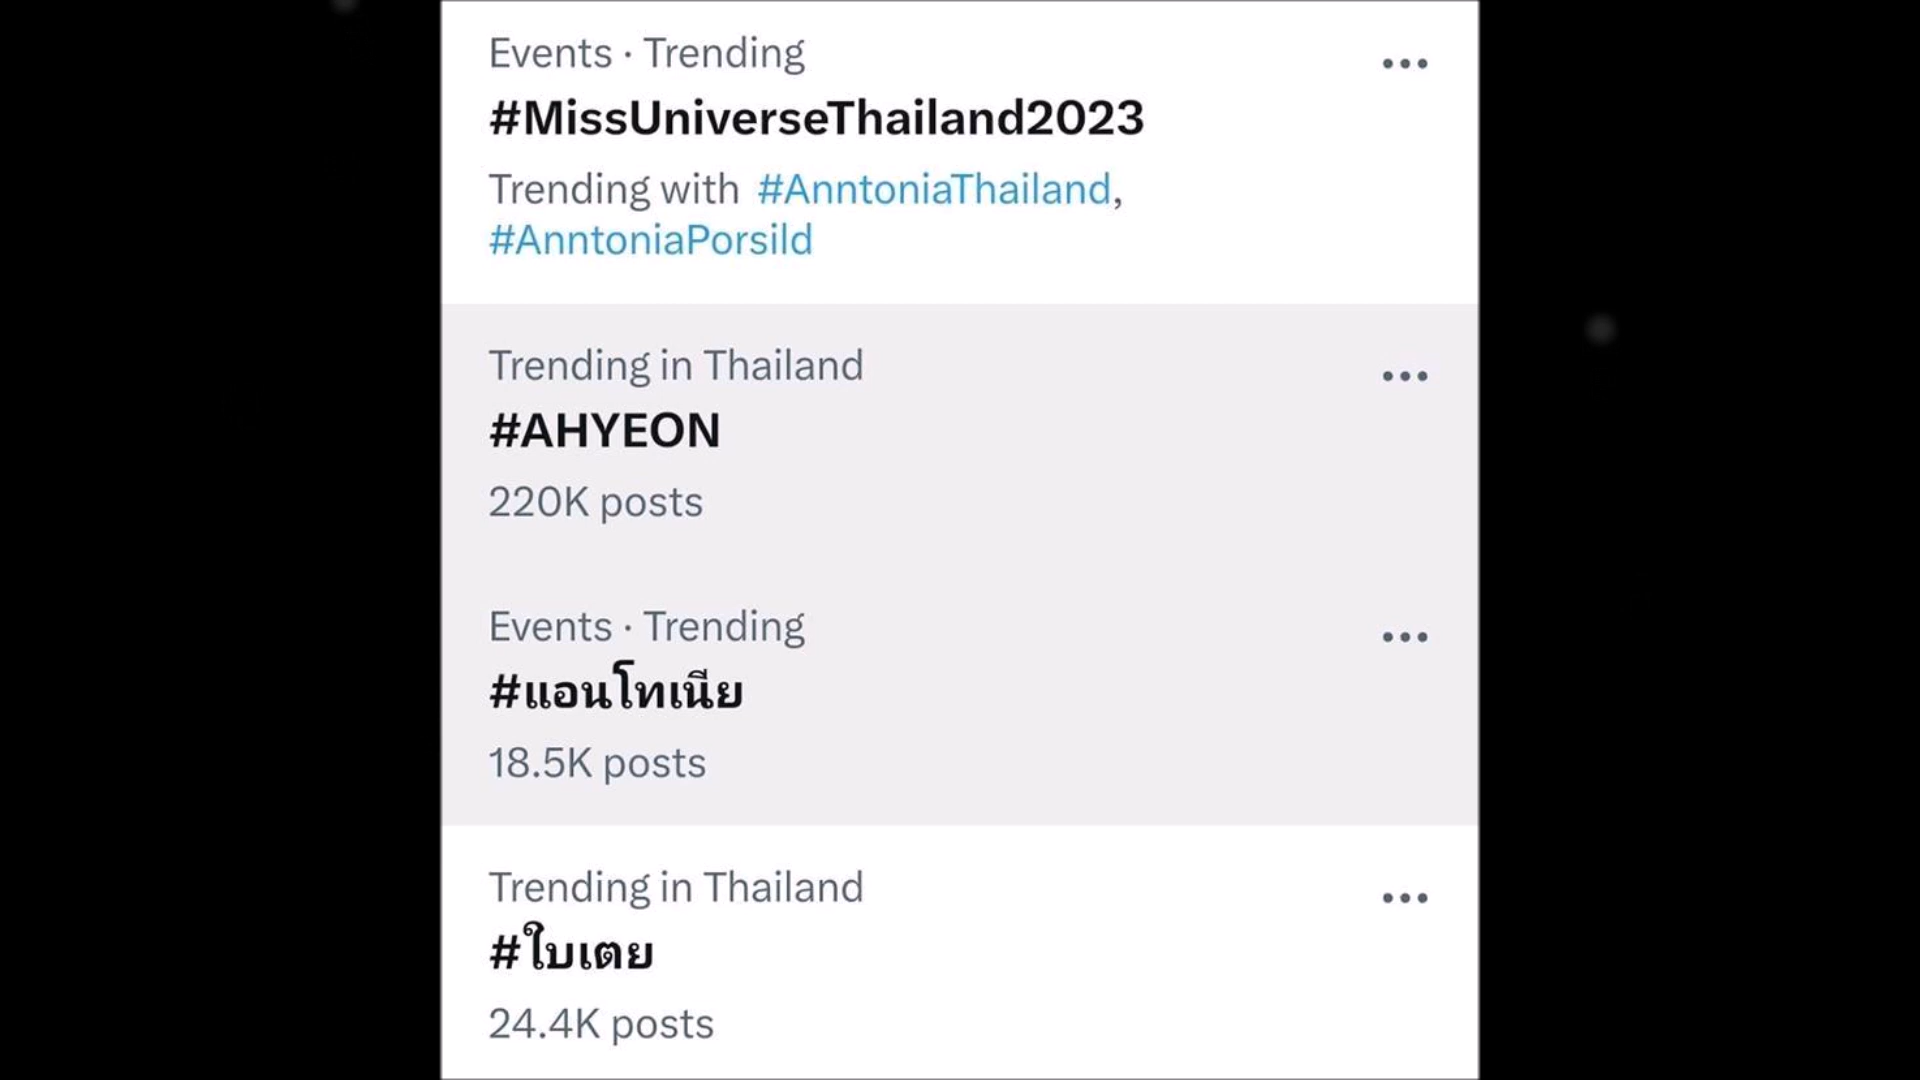 Events · Trending
#MissUniverseThailand2023
Trending with #AnntoniaThailand,
#AnntoniaPorsild
Trending in Thailand
#AHYEON
220K posts
Events · Trending
#แอนโทเนีย
18.5K posts
Trending in Thailand
#ใบเตย
24.4K posts